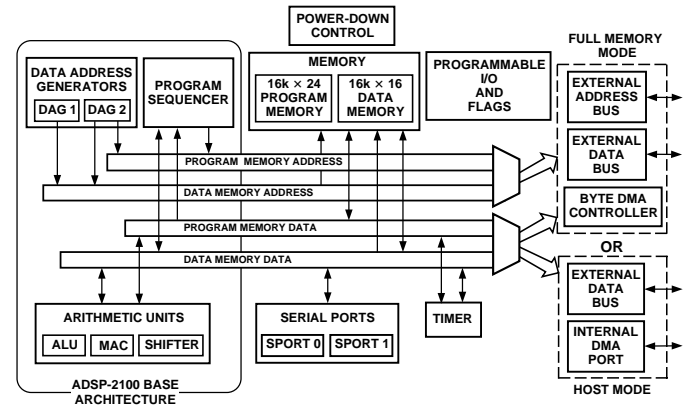 POWER-DOWN
CONTROL
FULL MEMORY
MODE
MEMORY
PROGRAMMABLE
I/O
AND
FLAGS
DATA ADDRESS
GENERATORS
DAG 1
DAG 2
PROGRAM
SEQUENCER
16k × 24
PROGRAM
MEMORY
16k × 16
DATA
MEMORY
EXTERNAL
ADDRESS
BUS
EXTERNAL
DATA
BUS
PROGRAM MEMORY ADDRESS
DATA MEMORY ADDRESS
BYTE DMA
CONTROLLER
PROGRAM MEMORY DATA
OR
DATA MEMORY DATA
EXTERNAL
DATA
BUS
ARITHMETIC UNITS
ALU
MAC
SHIFTER
SERIAL PORTS
SPORT 0
SPORT 1
TIMER
INTERNAL
DMA
PORT
ADSP-2100 BASE
ARCHITECTURE
HOST MODE